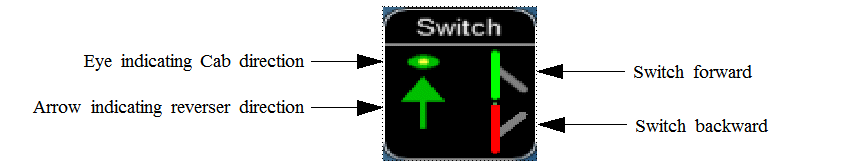 Switch
Eye indicating Cab direction
Switch forward
Arrow indicating reverser direction
Switch backward